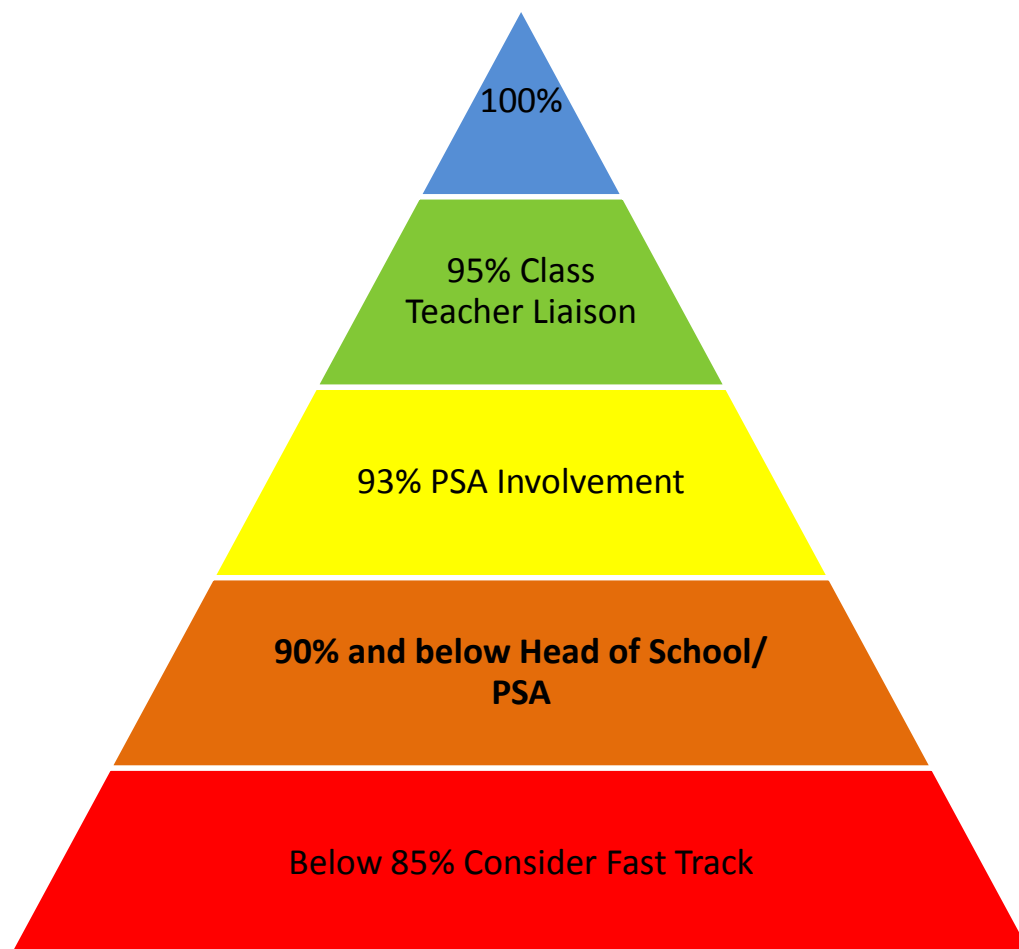 100%
95% Class
Teacher Liaison
93% PSA Involvement
90% and below Head of School/
PSA
Below 85% Consider Fast Track